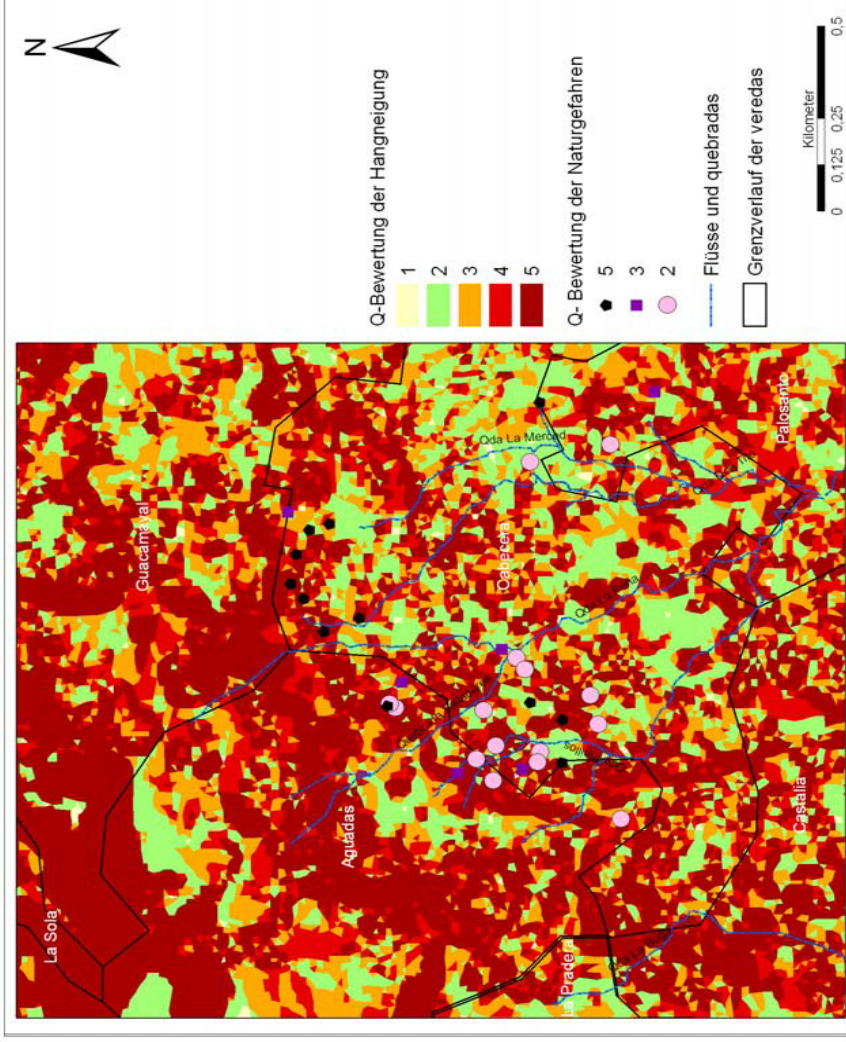 N
Q-Bewertung der Hangneigung
1
2
3
4
5
Q- Bewertung der Naturgefahren
5
3
2
Flüsse und quebradas
Grenzverlauf der veredas
Kilometer
0 0,125 0,25 0,5
La Sola
Guacamayal
Aguadas
Cabecera
La Pradera
Castalia
Palosanto
Qda La Merced